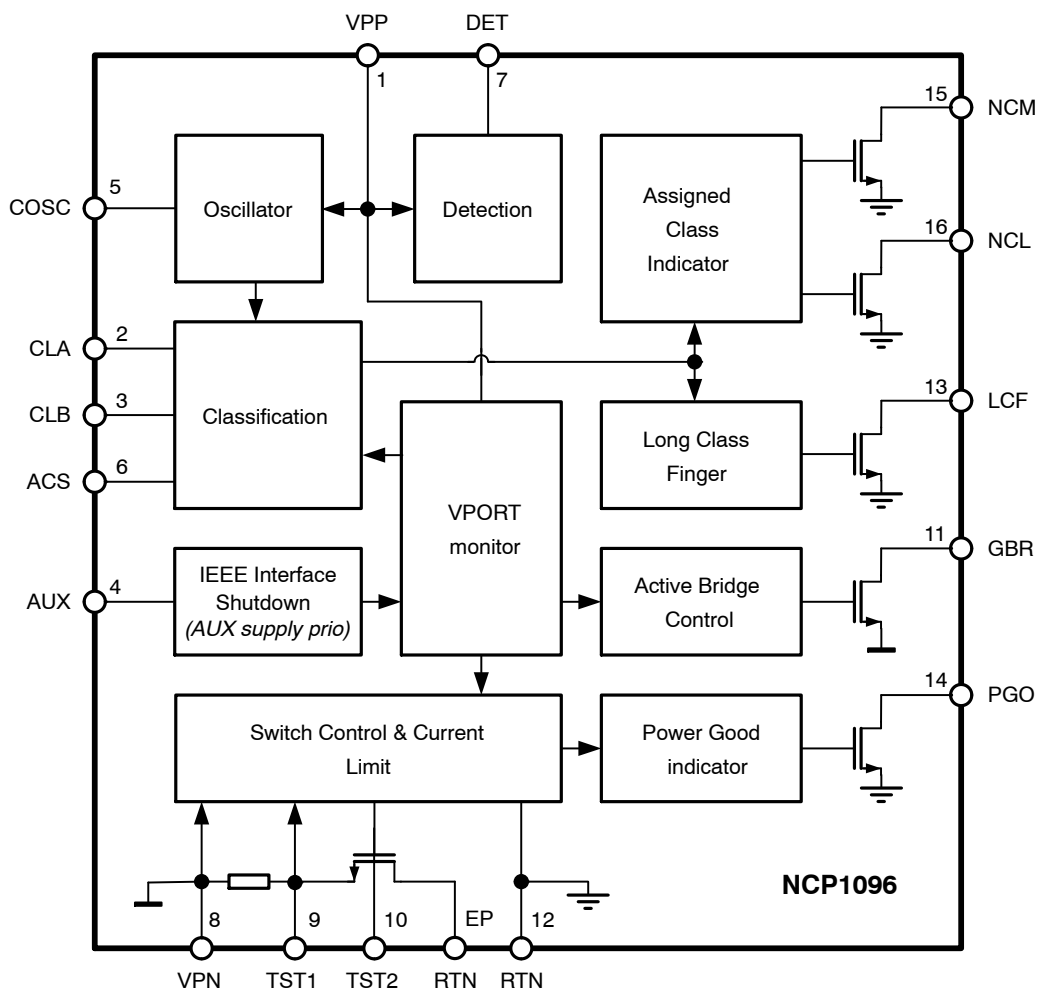 VPP
DET
1
7
15
NCM
5
COSC
Oscillator
Detection
Assigned
Class
Indicator
16
NCL
2
CLA
3
CLB
Classification
6
ACS
13
LCF
Long Class
Finger
VPORT
monitor
11
GBR
4
AUX
IEEE Interface
Shutdown
(AUX supply prio)
Active Bridge
Control
14
PGO
Switch Control & Current
Limit
Power Good
indicator
NCP1096
8
9
10
EP
12
VPN
TST1
TST2
RTN
RTN